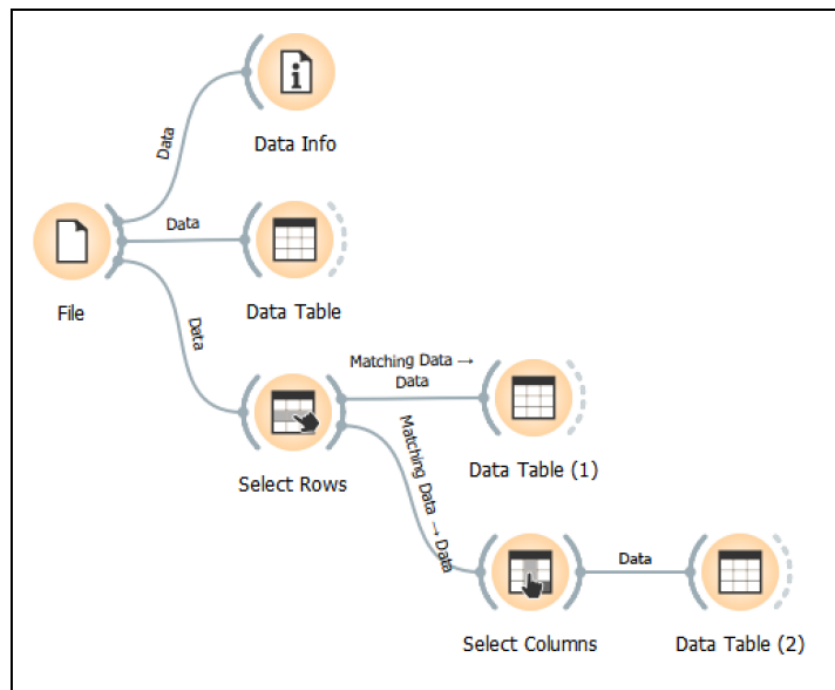 Data Info
Data
Data
File
Data Table
Data
Matching Data →
Data
Matching Data → Data
Data Table (1)
Select Rows
Data
Select Columns
Data Table (2)